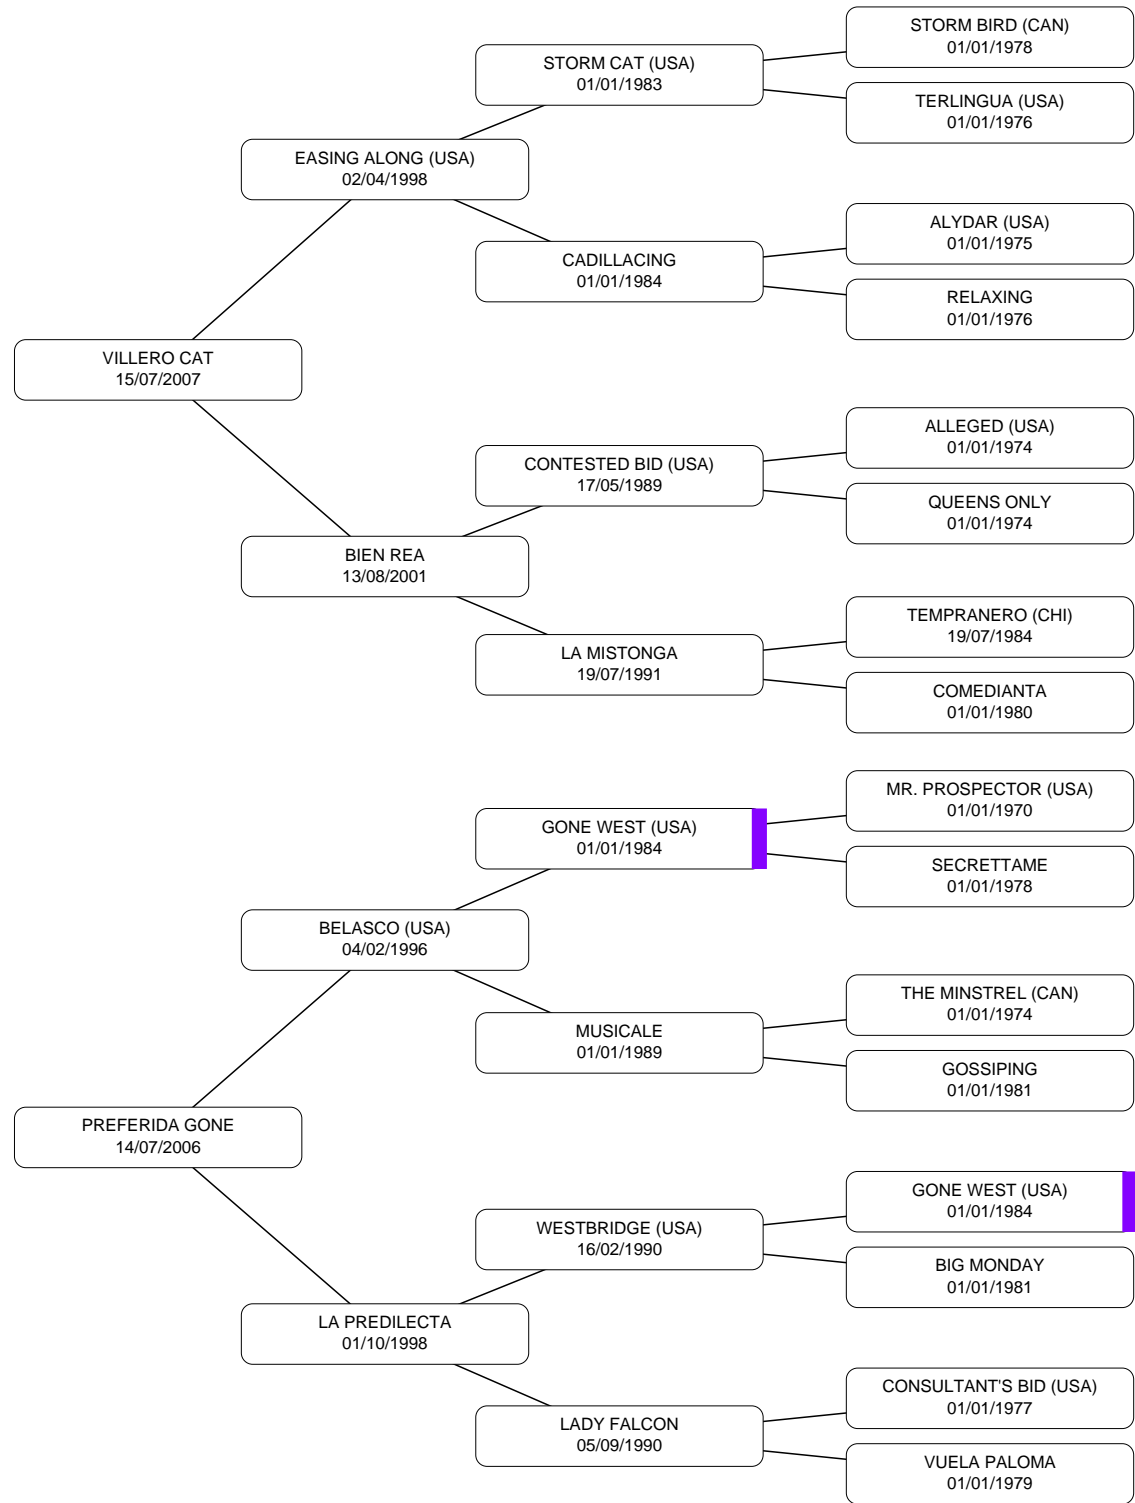 STORM BIRD (CAN)
01/01/1978
STORM CAT (USA)
01/01/1983
TERLINGUA (USA)
01/01/1976
EASING ALONG (USA)
02/04/1998
ALYDAR (USA)
01/01/1975
CADILLACING
01/01/1984
RELAXING
01/01/1976
VILLERO CAT
15/07/2007
ALLEGED (USA)
01/01/1974
CONTESTED BID (USA)
17/05/1989
QUEENS ONLY
01/01/1974
BIEN REA
13/08/2001
TEMPRANERO (CHI)
19/07/1984
LA MISTONGA
19/07/1991
COMEDIANTA
01/01/1980
MR. PROSPECTOR (USA)
01/01/1970
GONE WEST (USA)
01/01/1984
SECRETTAME
01/01/1978
BELASCO (USA)
04/02/1996
THE MINSTREL (CAN)
01/01/1974
MUSICALE
01/01/1989
GOSSIPING
01/01/1981
PREFERIDA GONE
14/07/2006
GONE WEST (USA)
01/01/1984
WESTBRIDGE (USA)
16/02/1990
BIG MONDAY
01/01/1981
LA PREDILECTA
01/10/1998
CONSULTANT'S BID (USA)
01/01/1977
LADY FALCON
05/09/1990
VUELA PALOMA
01/01/1979